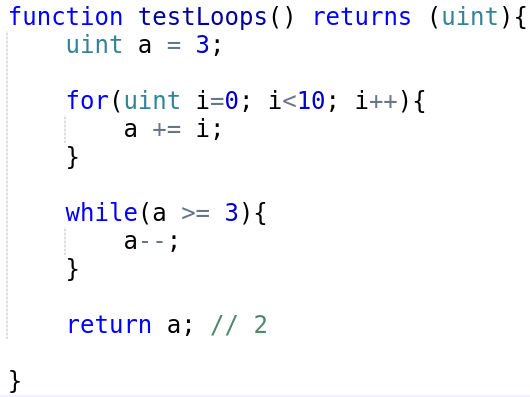 function testLoops() returns (uint){
    uint a = 3;
    for(uint i=0; i<10; i++){
        a += i;
    }
    while(a >= 3){
        a--;
    }
    return a; // 2
}